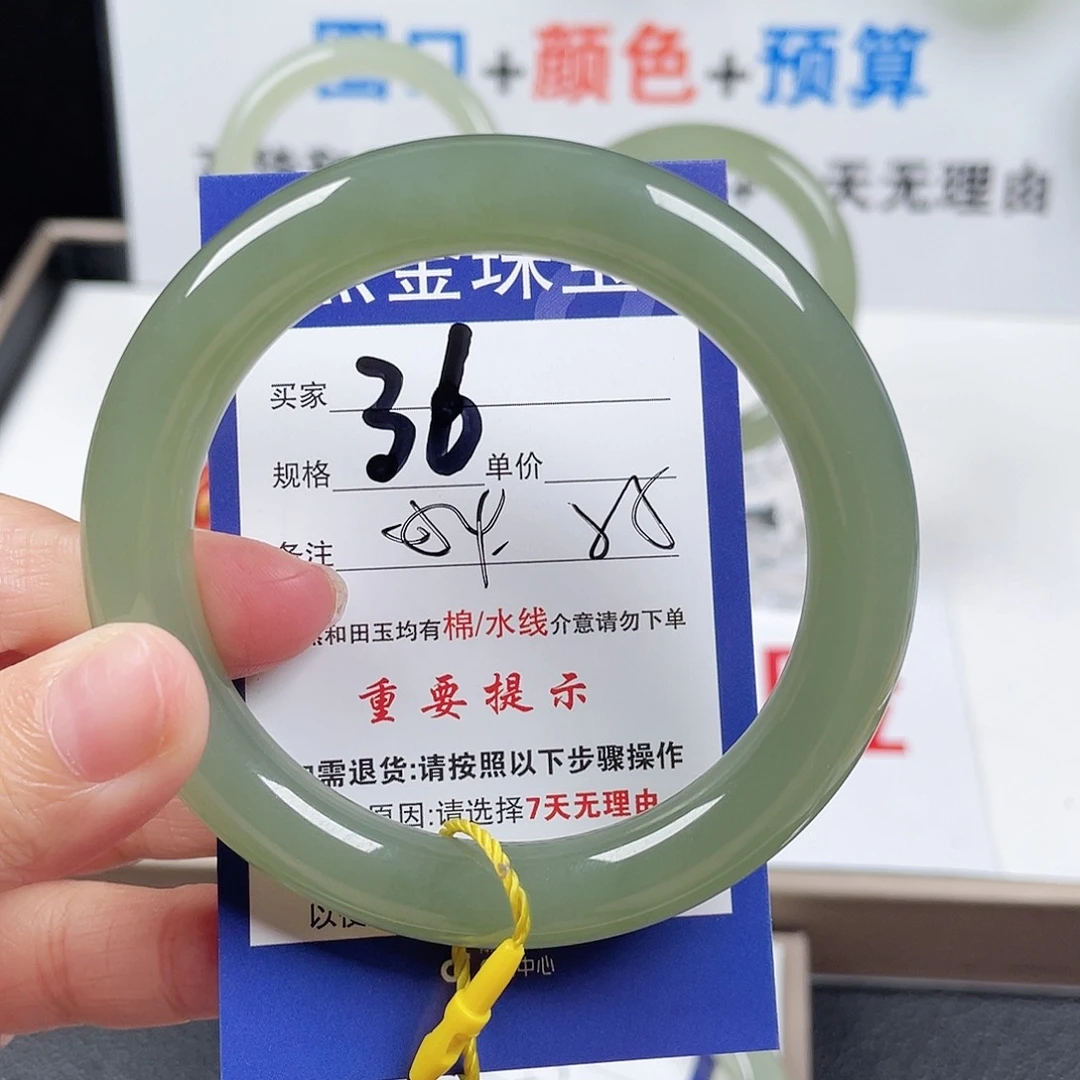 圈口+颜色+预算
天无理由
金珠宝
买家
36
规格
单价
备注
和田玉均有棉/水线介意请勿下单
重要提示
需退货:请按照以下步骤操作
原因:请选择7天无理由
以便
中心